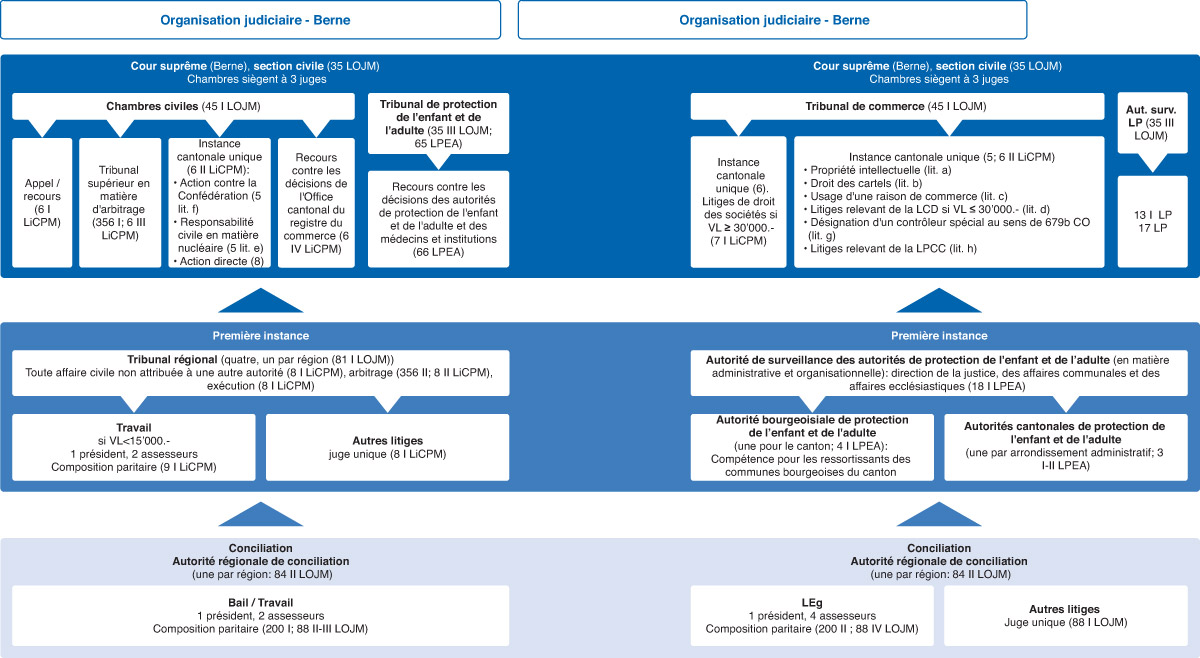 Organisation judiciaire - Berne
Cour suprême (Berne), section civile (35 LOJM)
Chambres siègent à 3 juges
Chambres civiles (45 I LOJM)
Appel /
recours
(6 I
LiCPM)
Tribunal
supérieur en
matière
d'arbitrage
(356 I; 6 III
LiCPM)
Instance
cantonale unique
(6 II LiCPM):
• Action contre la
Confédération (5
lit. f)
• Responsabilité
civile en matière
nucléaire (5 lit. e)
• Action directe (8)
Recours
contre les
décisions de
l'Office
cantonal du
registre du
commerce (6
IV LiCPM)
Tribunal de protection
de l'enfant et de
l'adulte (35 III LOJM;
65 LPEA)
Recours contre les
décisions des autorités
de protection de l'enfant
et de l'adulte et des
médecins et institutions
(66 LPEA)
Première instance
Tribunal régional (quatre, un par région (81 I LOJM))
Toute affaire civile non attribuée à une autre autorité (8 I LiCPM), arbitrage (356 II; 8 II LiCPM),
exécution (8 I LiCPM)
Travail
si VL<15'000.-
1 président, 2 assesseurs
Composition paritaire (9 I LiCPM)
Autres litiges
juge unique (8 I LiCPM)
Conciliation
Autorité régionale de conciliation
(une par région: 84 II LOJM)
Bail / Travail
1 président, 2 assesseurs
Composition paritaire (200 I; 88 II-III LOJM)
Organisation judiciaire - Berne
Cour suprême (Berne), section civile (35 LOJM)
Chambres siègent à 3 juges
Tribunal de commerce (45 I LOJM)
Instance
cantonale
unique (6).
Litiges de droit
des sociétés si
VL ≥ 30'000.-
(7 I LiCPM)
Instance cantonale unique (5; 6 II LiCPM)
• Propriété intellectuelle (lit. a)
• Droit des cartels (lit. b)
• Usage d'une raison de commerce (lit. c)
• Litiges relevant de la LCD si VL ≤ 30'000.- (lit. d)
• Désignation d'un contrôleur spécial au sens de 679b CO
(lit. g)
• Litiges relevant de la LPCC (lit. h)
Aut. surv.
LP (35 III
LOJM)
13 I LP
17 LP
Première instance
Autorité de surveillance des autorités de protection de l'enfant et de l'adulte (en matière
administrative et organisationnelle): direction de la justice, des affaires communales et des
affaires ecclésiastiques (18 I LPEA)
Autorité bourgeoisiale de protection
de l'enfant et de l'adulte
(une pour le canton; 4 I LPEA):
Compétence pour les ressortissants des
communes bourgeoises du canton
Autorités cantonales de protection de
l'enfant et de l'adulte
(une par arrondissement administratif; 3
I-II LPEA)
Conciliation
Autorité régionale de conciliation
(une par région: 84 II LOJM)
LEg
1 président, 4 assesseurs
Composition paritaire (200 II ; 88 IV LOJM)
Autres litiges
Juge unique (88 I LOJM)